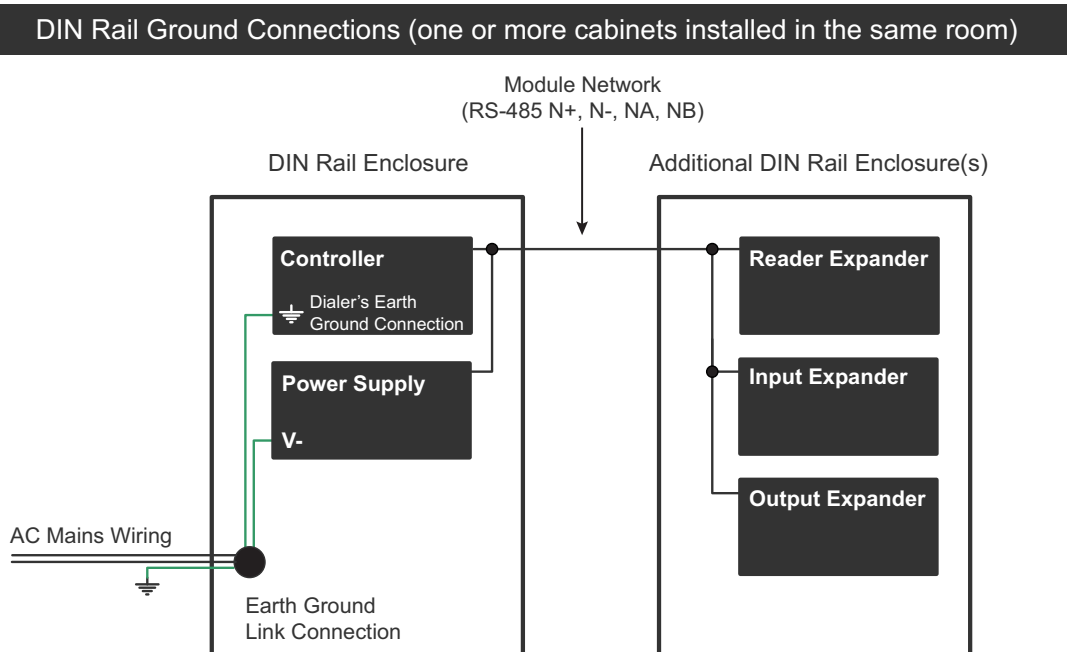 DIN Rail Ground Connections (one or more cabinets installed in the same room)
Module Network
(RS-485 N+, N-, NA, NB)
DIN Rail Enclosure
Additional DIN Rail Enclosure(s)
Controller
Dialer's Earth
Ground Connection
Power Supply
V-
Reader Expander
Input Expander
Output Expander
AC Mains Wiring
Earth Ground
Link Connection